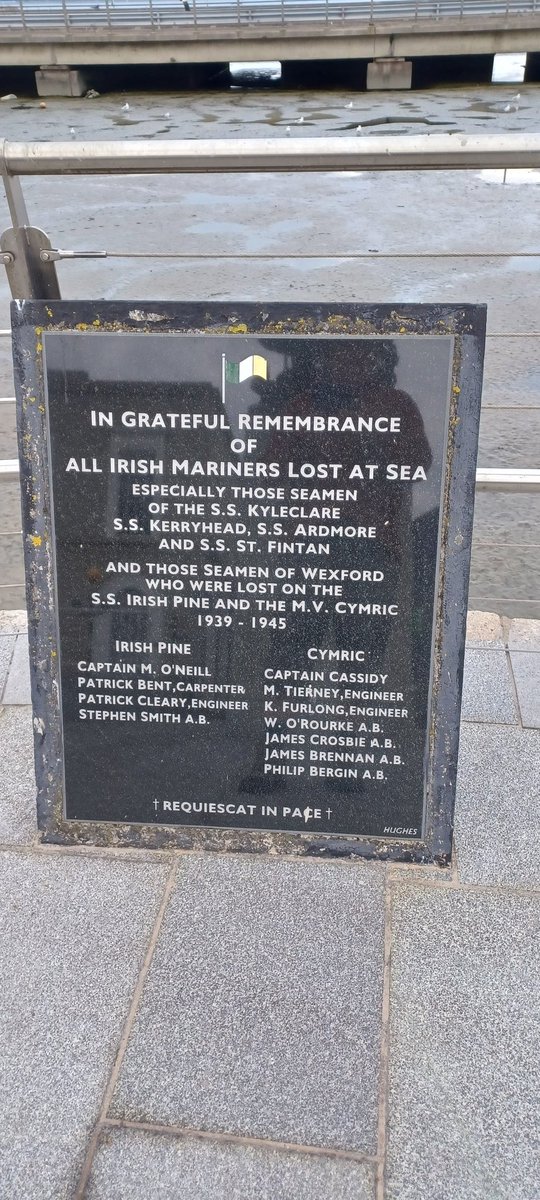 IN GRATEFUL REMEMBRANCE
OF
ALL IRISH MARINERS LOST AT SEA
ESPECIALLY THOSE SEAMEN
OF THE S.S. KYLECLARE
S.S. KERRYHEAD, S.S. ARDMORE
AND S.S. ST. FINTAN
AND THOSE SEAMEN OF WEXFORD
WHO WERE LOST ON THE
S.S. IRISH PINE AND THE M.V. CYMRIC
1939 - 1945
IRISH PINE
CAPTAIN M. O'NEILL
PATRICK BENT, CARPENTER
PATRICK CLEARY, ENGINEER
STEPHEN SMITH A.B.
CYMRIC
CAPTAIN CASSIDY
M. TIERNEY, ENGINEER
K. FURLONG, ENGINEER
W. O'ROURKE A.B.
JAMES CROSBIE A.B.
JAMES BRENNAN A.B.
PHILIP BERGIN A.B.
† REQUIESCAT IN PACE †
HUGHES